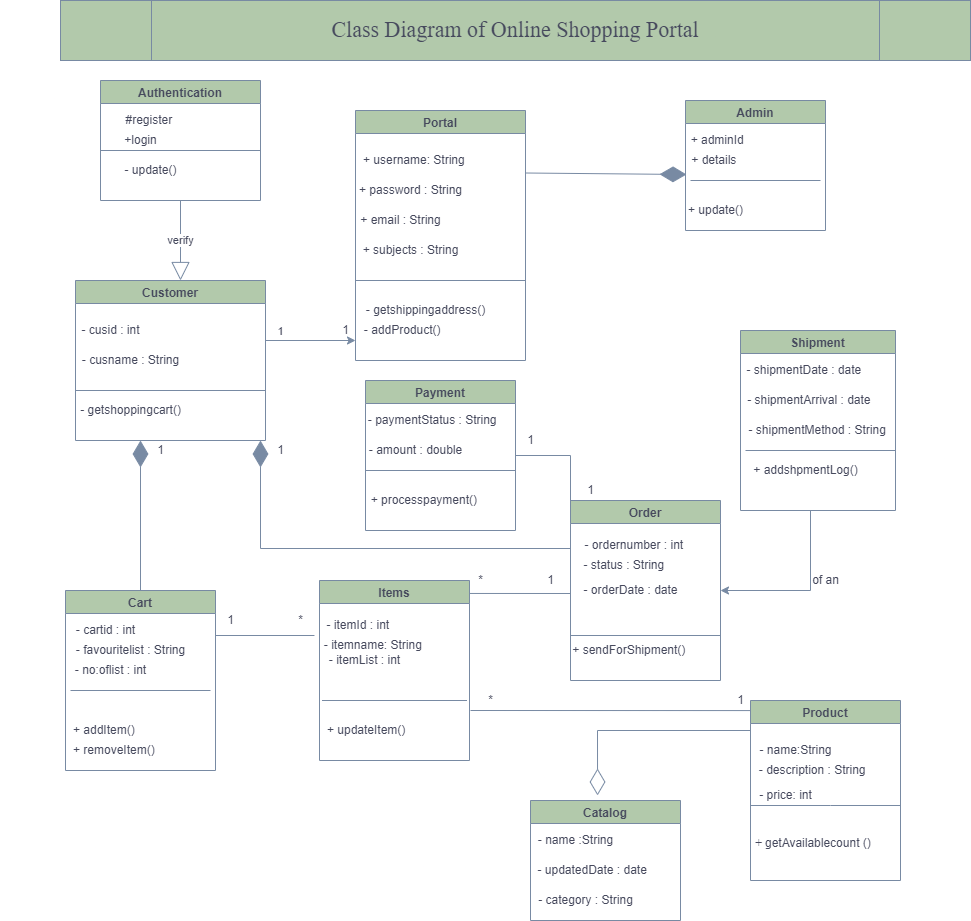 Class Diagram of Online Shopping Portal
Authentication
#register
+login
- update()
verify
Portal
+ username: String
+ password : String
+ email : String
+ subjects : String
- getshippingaddress()
- addProduct()
Admin
+ adminId
+ details
+ update()
Customer
- cusid : int
- cusname : String
- getshoppingcart()
1
1
1
1
Payment
- paymentStatus : String
- amount : double
+ processpayment()
1
1
Shipment
- shipmentDate : date
- shipmentArrival : date
- shipmentMethod : String
+ addshpmentLog()
of an
Order
- ordernumber : int
- status : String
- orderDate : date
+ sendForShipment()
Cart
- cartid : int
- favouritelist : String
- no:oflist : int
+ addItem()
+ removeItem()
1
*
Items
- itemId : int
- itemname: String
- itemList : int
+ updateItem()
*
1
*
1
Product
- name:String
- description : String
- price: int
+ getAvailablecount ()
Catalog
- name :String
- updatedDate : date
- category : String